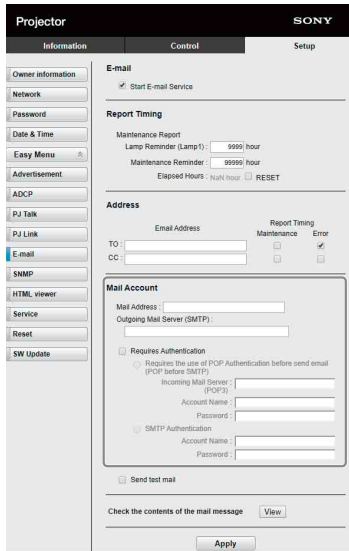 Projector
SONY
Information
Control
Setup
Owner information
Network
Password
Date & Time
Easy Menu
Advertisement
ADCP
PJ Talk
PJ Link
E-mail
SNMP
HTML viewer
Service
Reset
SW Update
E-mail
Start E-mail Service
Report Timing
Maintenance Report
Lamp Reminder (Lamp1) : 9999 hour
Maintenance Reminder : 99999 hour
Elapsed Hours : NaN hour RESET
Address
Email Address
Report Timing
Maintenance Error
TO :
CC :
Mail Account
Mail Address :
Outgoing Mail Server (SMTP) :
Requires Authentication
Requires the use of POP Authentication before send email
(POP before SMTP)
Incoming Mail Server :
(POP3)
Account Name :
Password :
SMTP Authentication
Account Name :
Password :
Send test mail
Check the contents of the mail message View
Apply